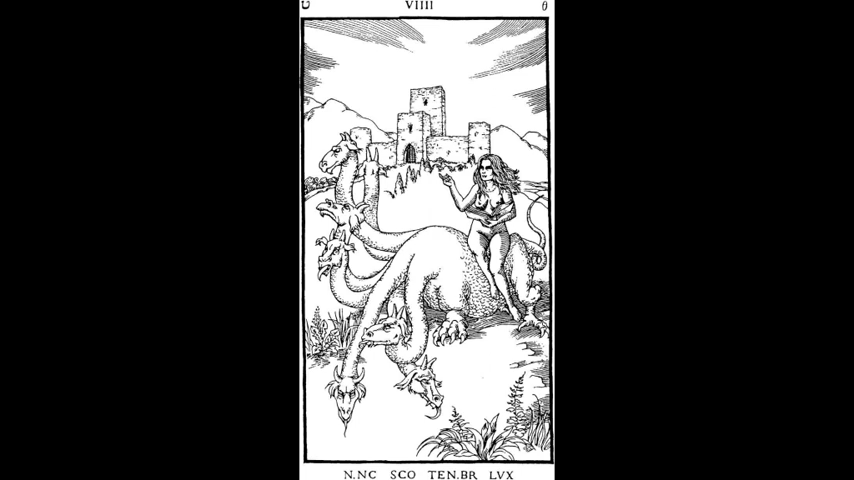 VIIII θ
N.NC SCO TEN.BR LVX